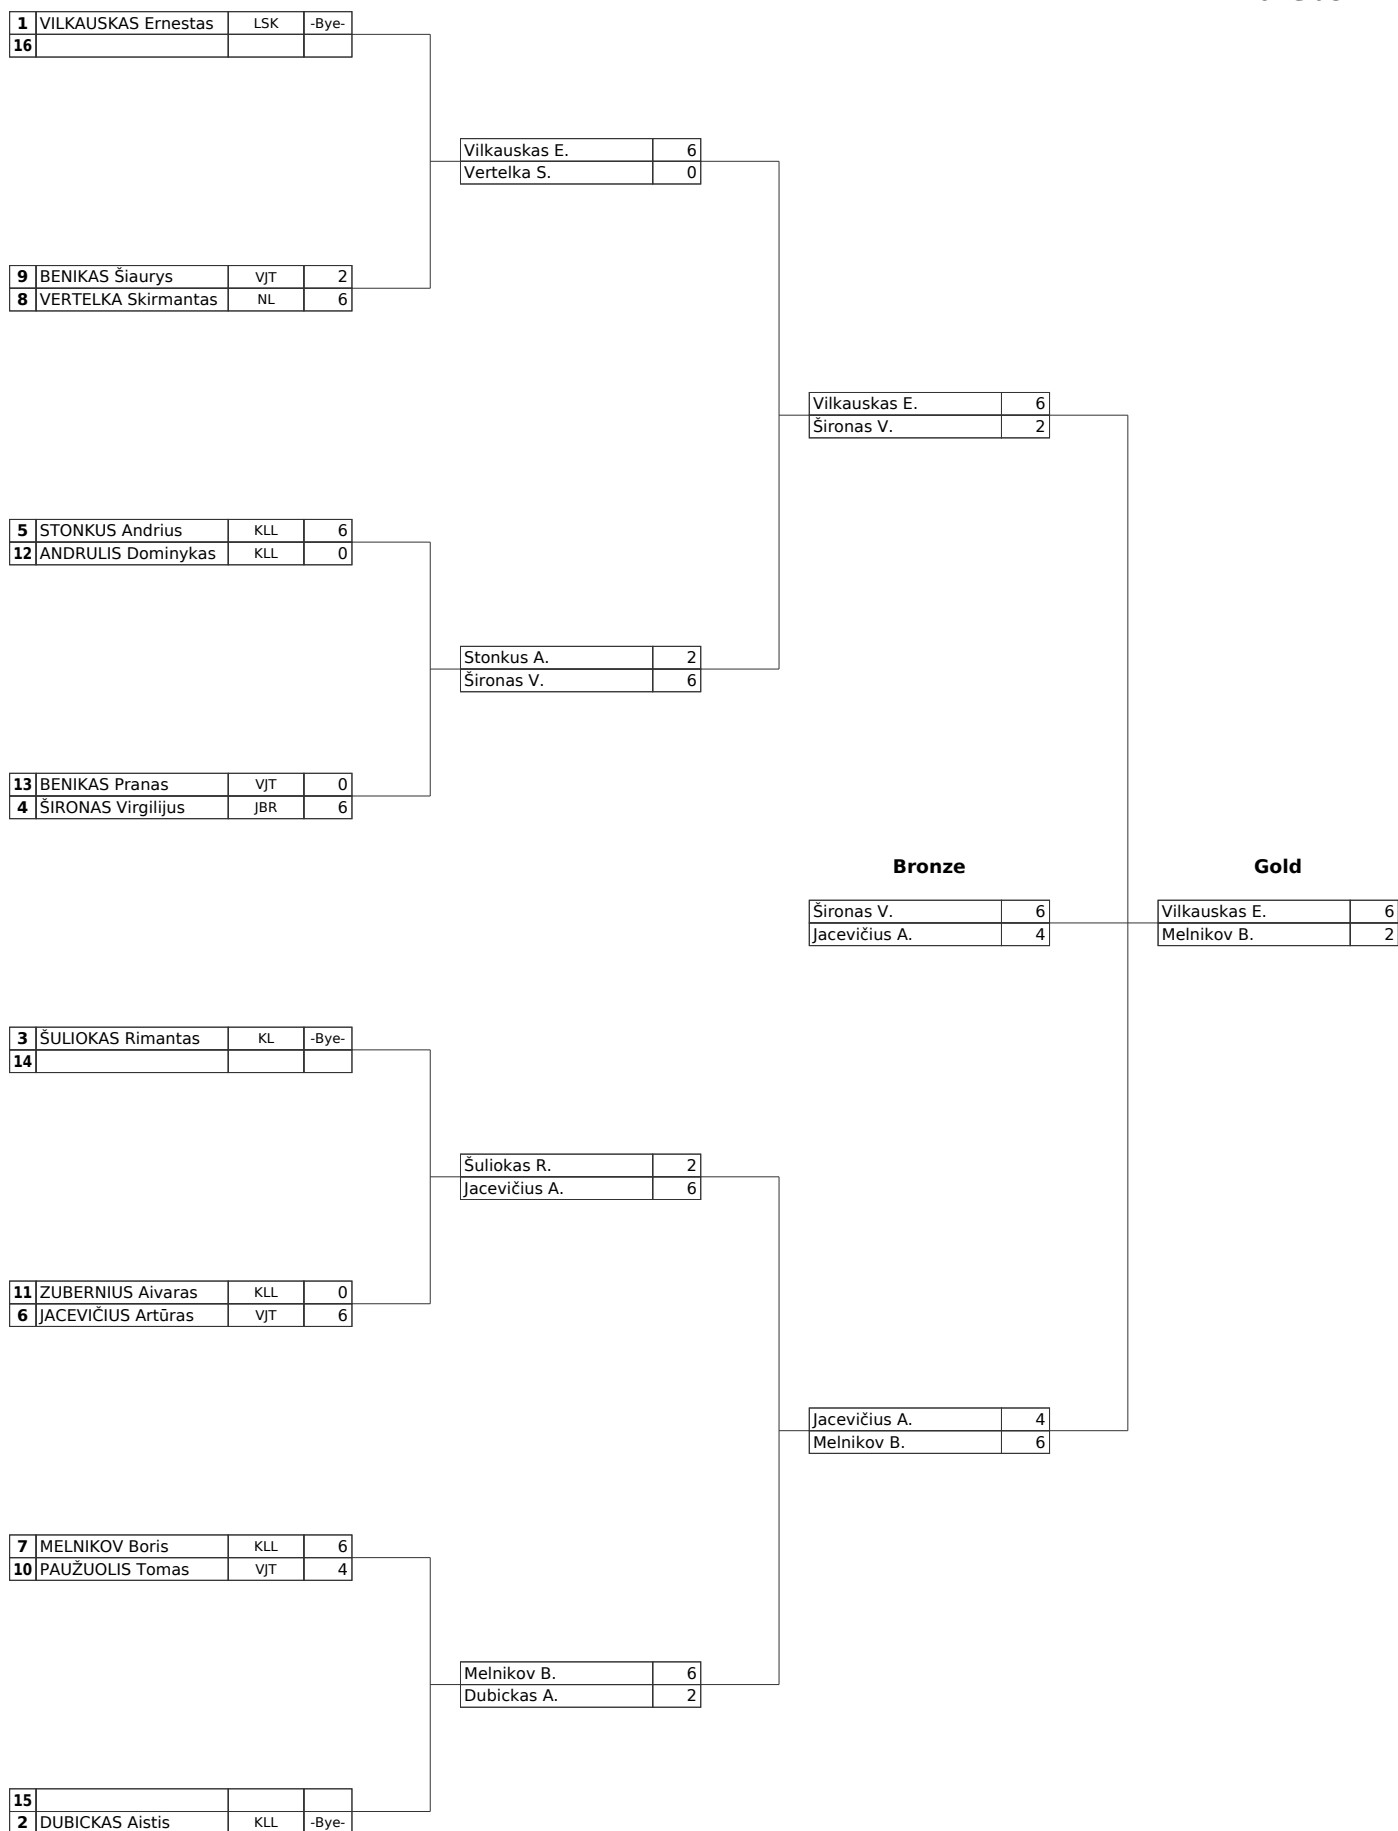 1 VILKAUSKAS Ernestas LSK -Bye-
16
Vilkauskas E. 6
Vertelka S. 0
9 BENIKAS Šiaurys VJT 2
8 VERTELKA Skirmantas NL 6
Vilkauskas E. 6
Šironas V. 2
5 STONKUS Andrius KLL 6
12 ANDRULIS Dominykas KLL 0
Stonkus A. 2
Šironas V. 6
13 BENIKAS Pranas VJT 0
4 ŠIRONAS Virgilijus JBR 6
Bronze Gold
Šironas V. 6 Vilkauskas E. 6
Jacevičius A. 4 Melnikov B. 2
3 ŠULIOKAS Rimantas KL -Bye-
14
Šuliokas R. 2
Jacevičius A. 6
11 ZUBERNIUS Aivaras KLL 0
6 JACEVIČIUS Artūras VJT 6
Jacevičius A. 4
Melnikov B. 6
7 MELNIKOV Boris KLL 6
10 PAUŽUOLIS Tomas VJT 4
Melnikov B. 6
Dubickas A. 2
15
2 DUBICKAS Aistis KLL -Bye-